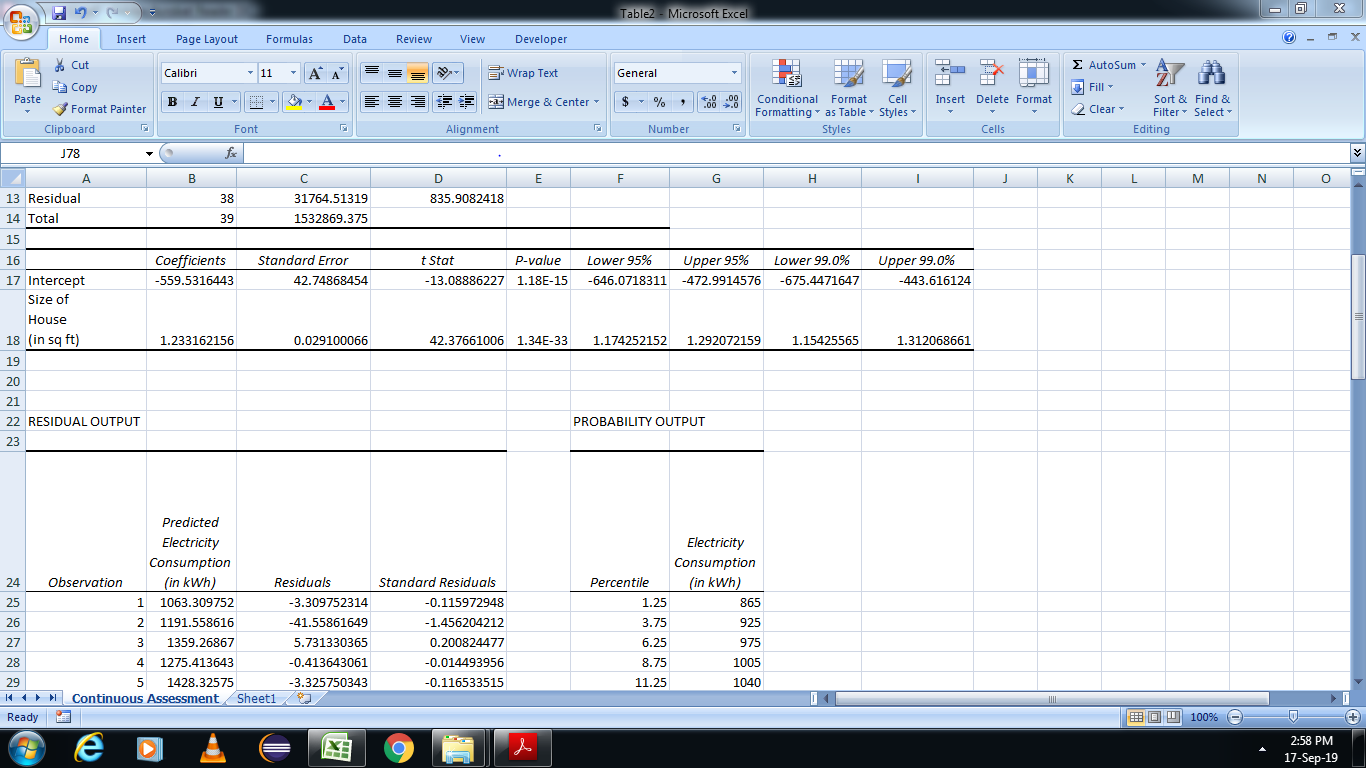 Table2 - Microsoft Excel
Home Insert Page Layout Formulas Data Review View Developer
Paste
Cut
Copy
Format Painter
Clipboard
Calibri 11 A A
B I U A
Font
Wrap Text
Merge & Center
Alignment
General
$ % , .00 .0
Number
Conditional Formatting
Format as Table
Cell Styles
Styles
Insert Delete Format
Cells
Σ AutoSum
Fill
Clear
Sort & Filter
Find & Select
Editing
J78 fx .
A B C D E F G H I J K L M N O
13 Residual 38 31764.51319 835.9082418
14 Total 39 1532869.375
15
16 Coefficients Standard Error t Stat P-value Lower 95% Upper 95% Lower 99.0% Upper 99.0%
17 Intercept -559.5316443 42.74868454 -13.08886227 1.18E-15 -646.0718311 -472.9914576 -675.4471647 -443.616124
Size of
House
18 (in sq ft) 1.233162156 0.029100066 42.37661006 1.34E-33 1.174252152 1.292072159 1.15425565 1.312068661
19
20
21
22 RESIDUAL OUTPUT PROBABILITY OUTPUT
23
24 Observation Predicted Electricity Consumption (in kWh) Residuals Standard Residuals Percentile Electricity Consumption (in kWh)
25 1 1063.309752 -3.309752314 -0.115972948 1.25 865
26 2 1191.558616 -41.55861649 -1.456204212 3.75 925
27 3 1359.26867 5.731330365 0.200824477 6.25 975
28 4 1275.413643 -0.413643061 -0.014493956 8.75 1005
29 5 1428.32575 -3.325750343 -0.116533515 11.25 1040
Continuous Assessment Sheet1
Ready 100%
2:58 PM
17-Sep-19